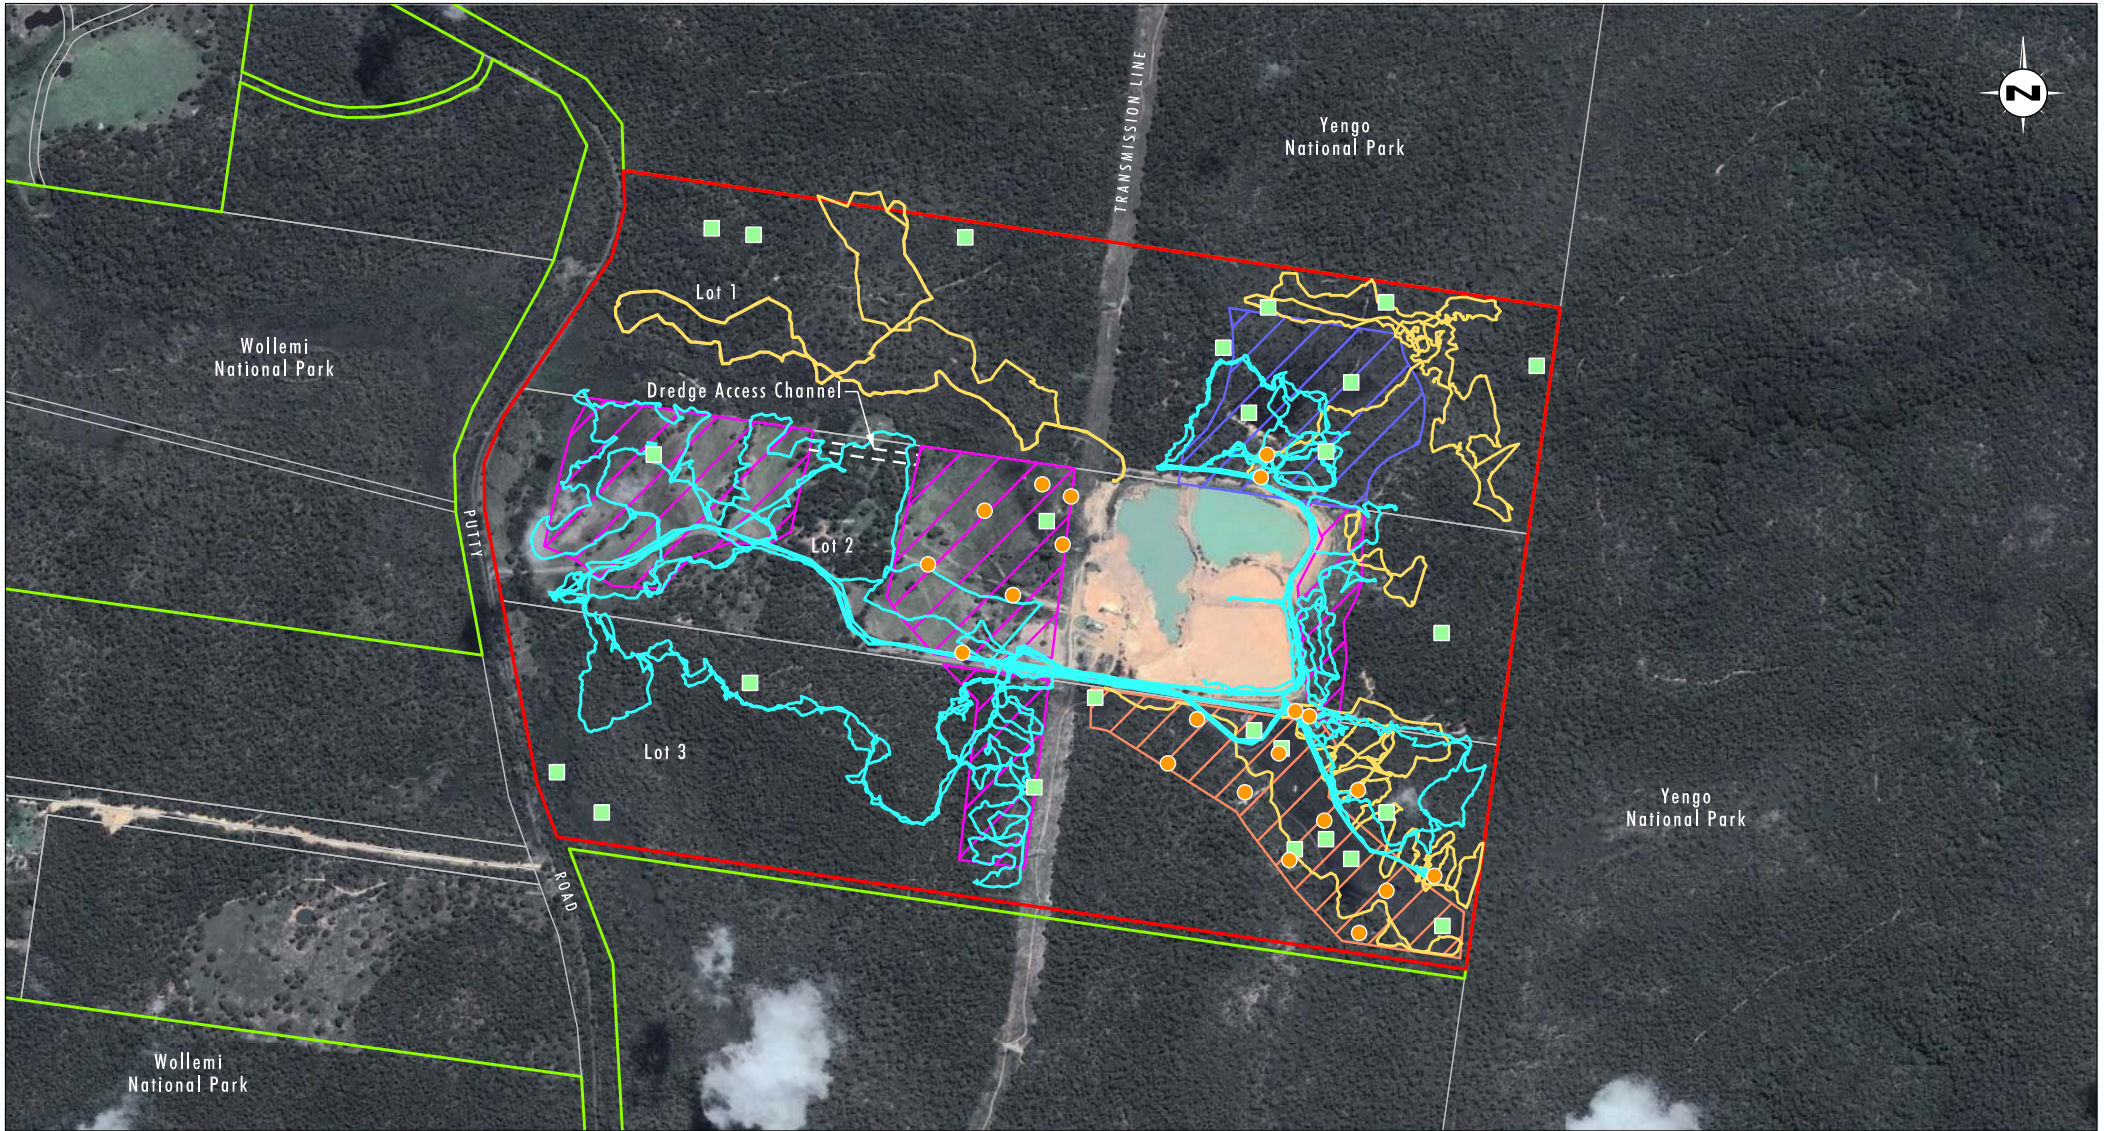 TRANSMISSION LINE
Yengo
National Park
N
Lot 1
Wollemi
National Park
Dredge Access Channel
PUTTY
Lot 2
Lot 3
Yengo
National Park
ROAD
Wollemi
National Park